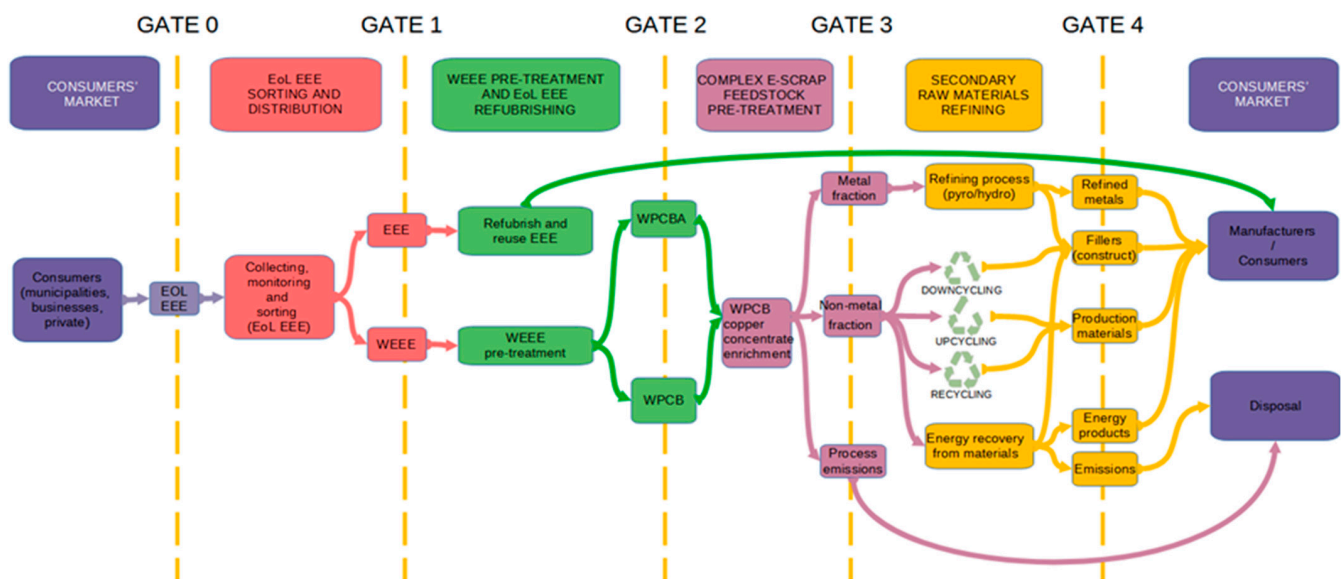 GATE 0
GATE 1
GATE 2
GATE 3
GATE 4
CONSUMERS'
MARKET
EoL EEE
SORTING AND
DISTRIBUTION
WEEE PRE-TREATMENT
AND EoL EEE
REFUBRISHING
COMPLEX E-SCRAP
FEEDSTOCK
PRE-TREATMENT
SECONDARY
RAW MATERIALS
REFINING
CONSUMERS'
MARKET
Consumers
(municipalities,
businesses,
private)
EOL
EEE
Collecting,
monitoring
and
sorting
(EoL EEE)
EEE
WEEE
Refubrish and
reuse EEE
WEEE
pre-treatment
WPCBA
WPCB
WPCB
copper
concentrate
enrichment
Metal
fraction
Non-metal
fraction
Process
emissions
Refining process
(pyro/hydro)
DOWNCYCLING
UPCYCLING
RECYCLING
Energy recovery
from materials
Refined
metals
Fillers
(construct)
Production
materials
Energy
products
Emissions
Manufacturers
/
Consumers
Disposal